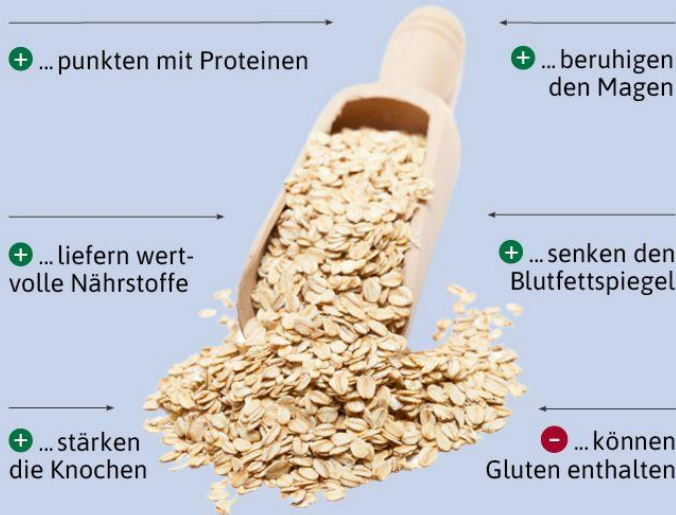 + ... punkten mit Proteinen
+ ... beruhigen
den Magen
+ ... liefern wert-
volle Nährstoffe
+ ... senken den
Blutfettspiegel
+ ... stärken
die Knochen
- ... können
Gluten enthalten